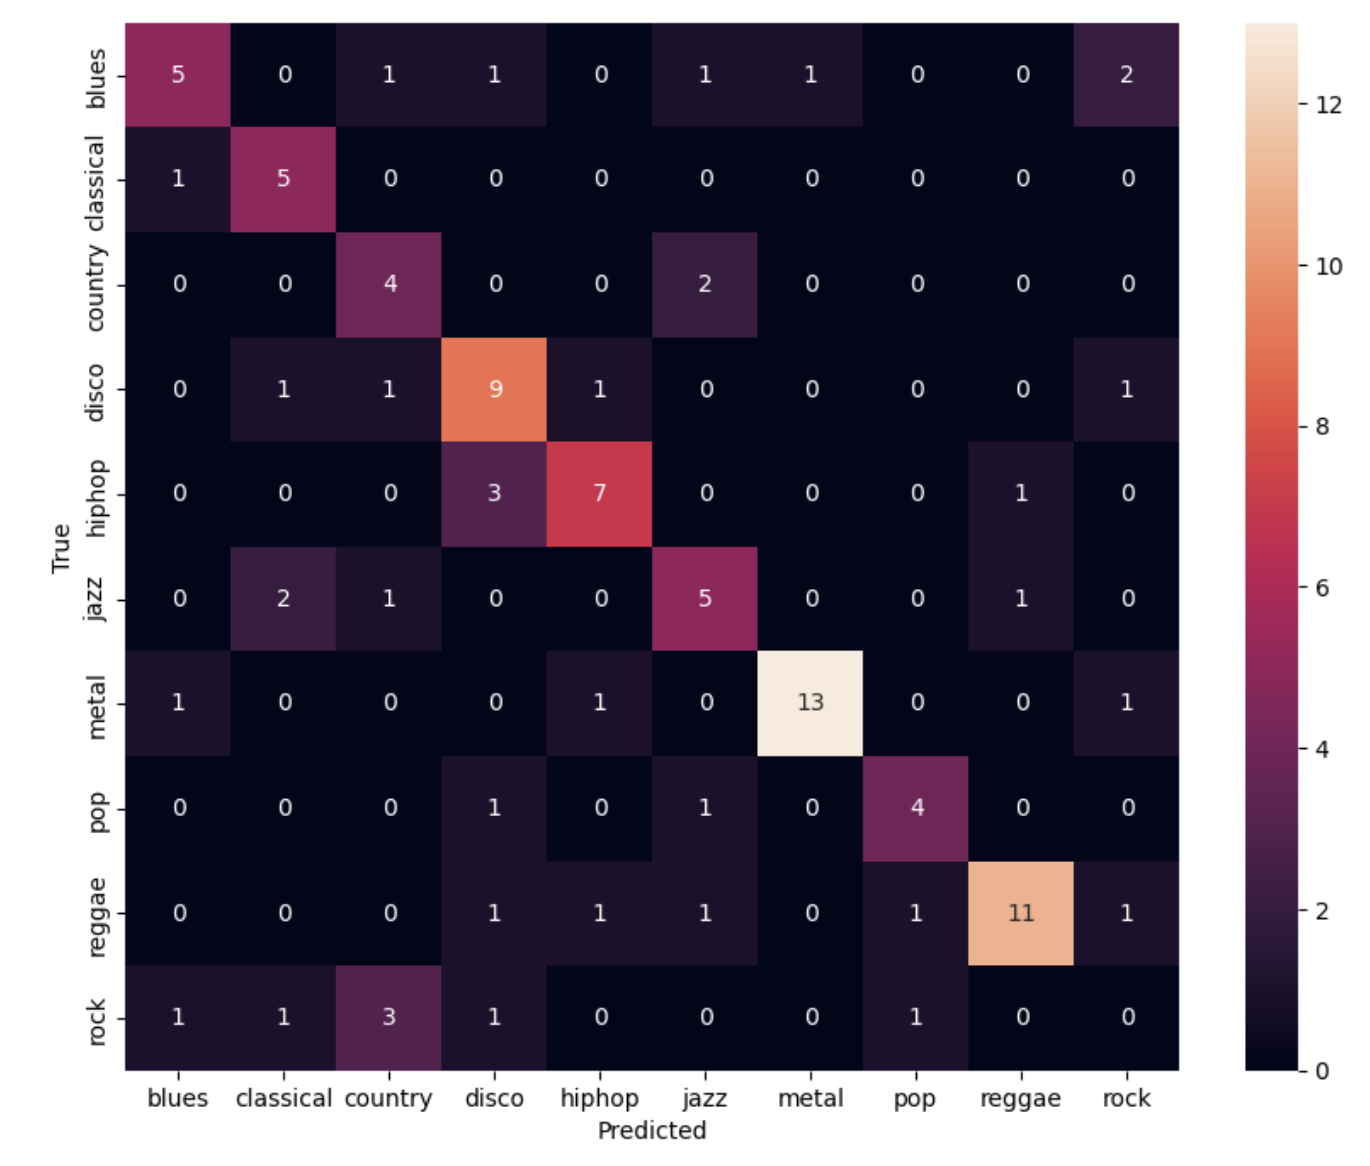 blues 5 0 1 1 0 1 1 0 0 2
classical 1 5 0 0 0 0 0 0 0 0
country 0 0 4 0 0 2 0 0 0 0
disco 0 1 1 9 1 0 0 0 0 1
hiphop 0 0 0 3 7 0 0 0 1 0
jazz 0 2 1 0 0 5 0 0 1 0
metal 1 0 0 0 1 0 13 0 0 1
pop 0 0 0 1 0 1 0 4 0 0
reggae 0 0 0 1 1 1 0 1 11 1
rock 1 1 3 1 0 0 0 1 0 0
True
blues classical country disco hiphop jazz metal pop reggae rock
Predicted
12
10
8
6
4
2
0